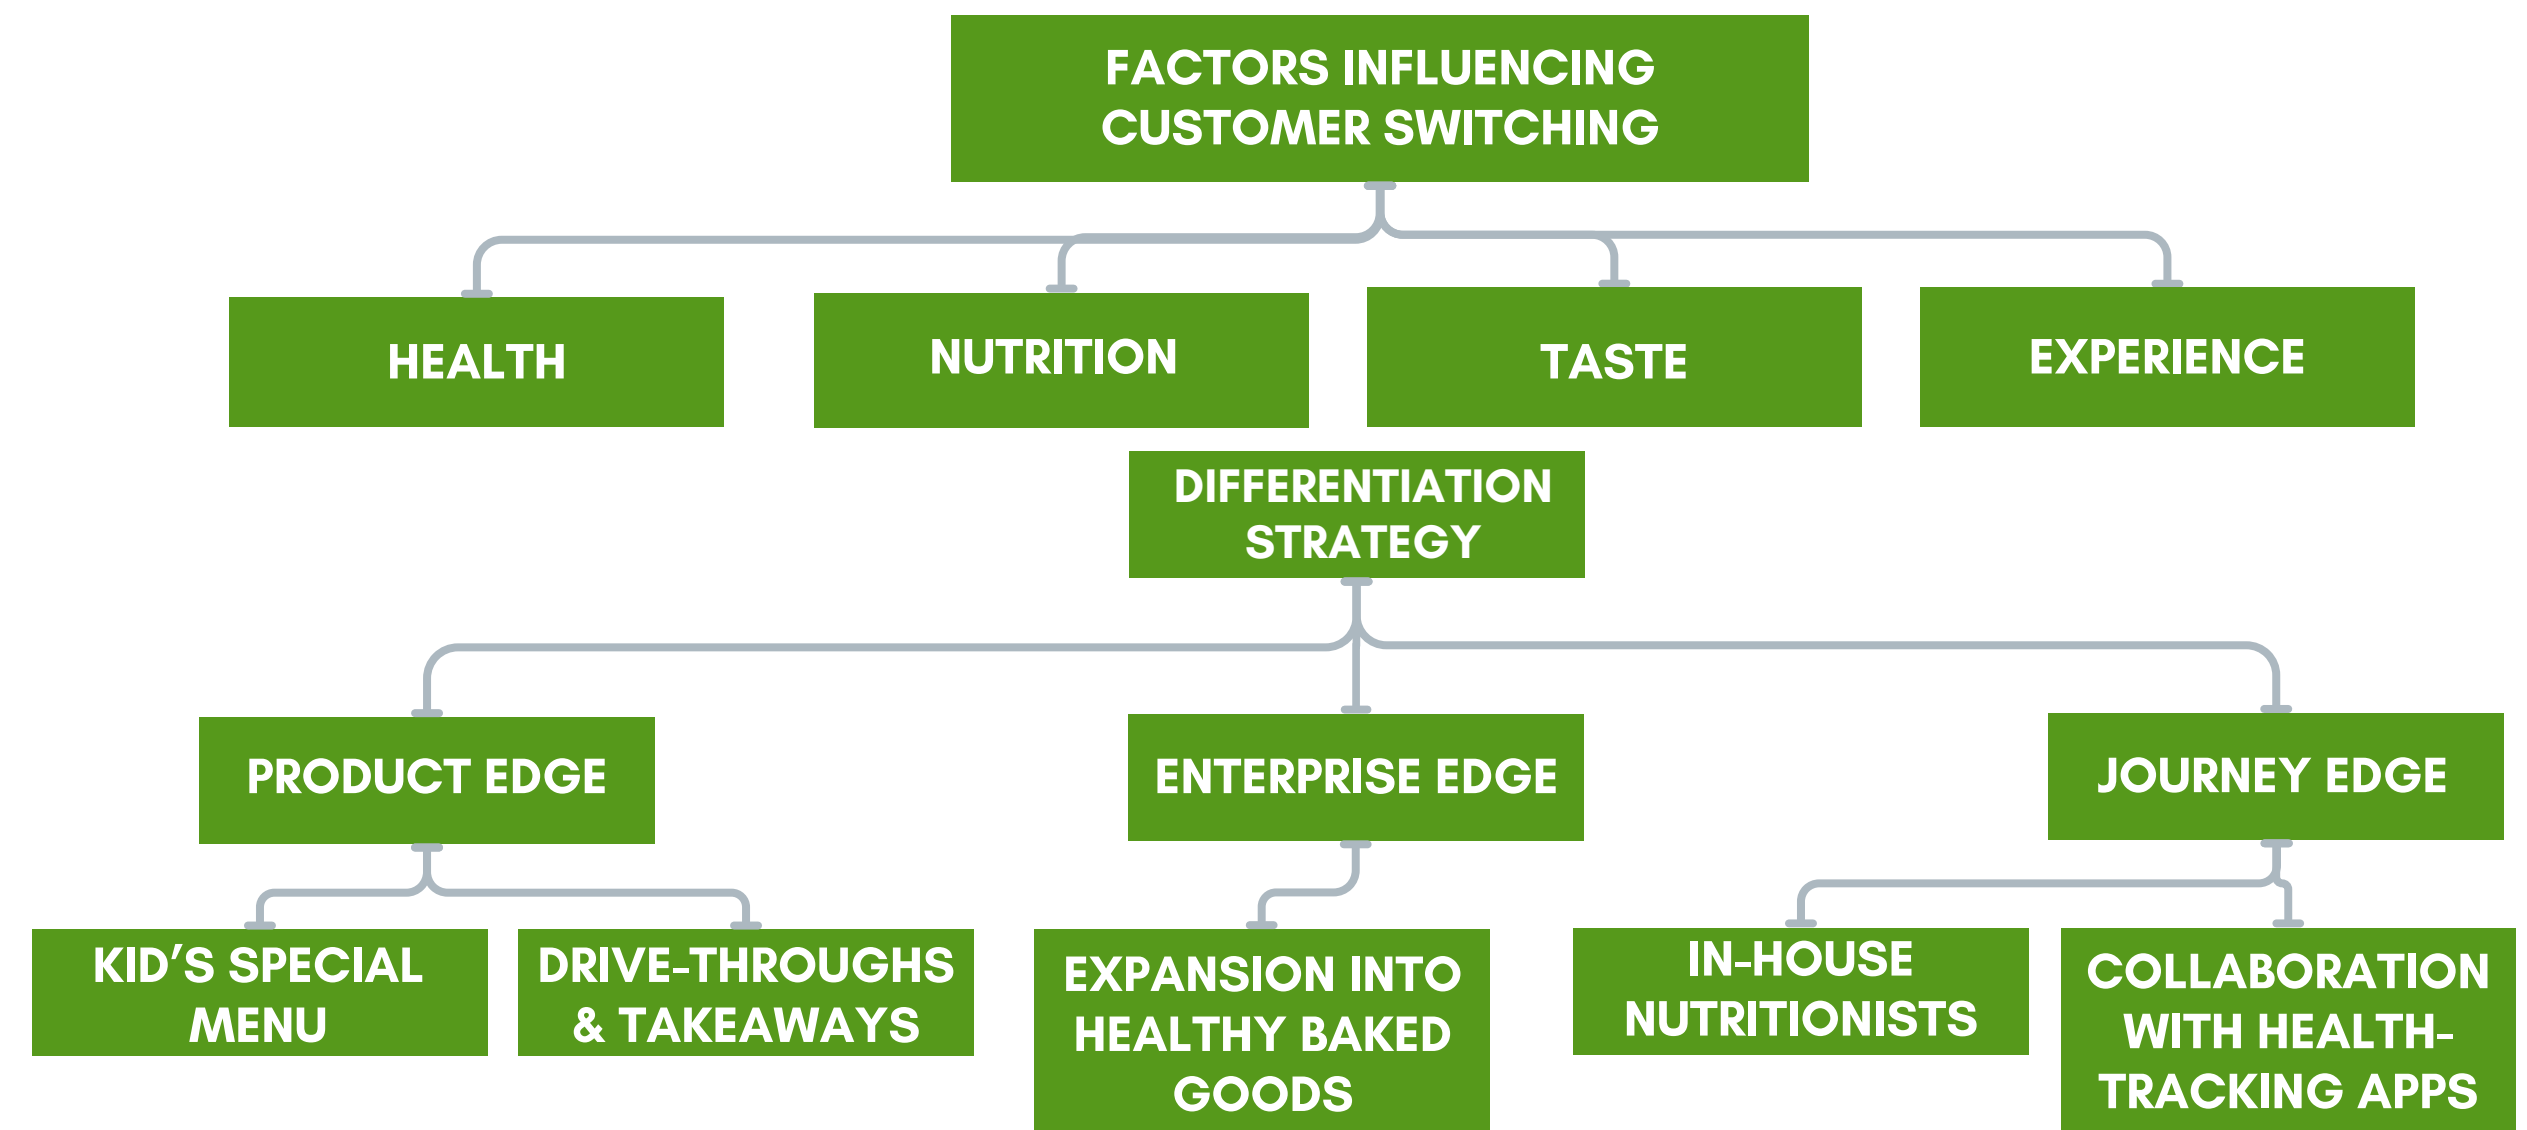 FACTORS INFLUENCING
CUSTOMER SWITCHING
HEALTH
NUTRITION
TASTE
EXPERIENCE
DIFFERENTIATION
STRATEGY
PRODUCT EDGE
ENTERPRISE EDGE
JOURNEY EDGE
KID'S SPECIAL
MENU
DRIVE-THROUGHS
& TAKEAWAYS
EXPANSION INTO
HEALTHY BAKED
GOODS
IN-HOUSE
NUTRITIONISTS
COLLABORATION
WITH HEALTH-
TRACKING APPS